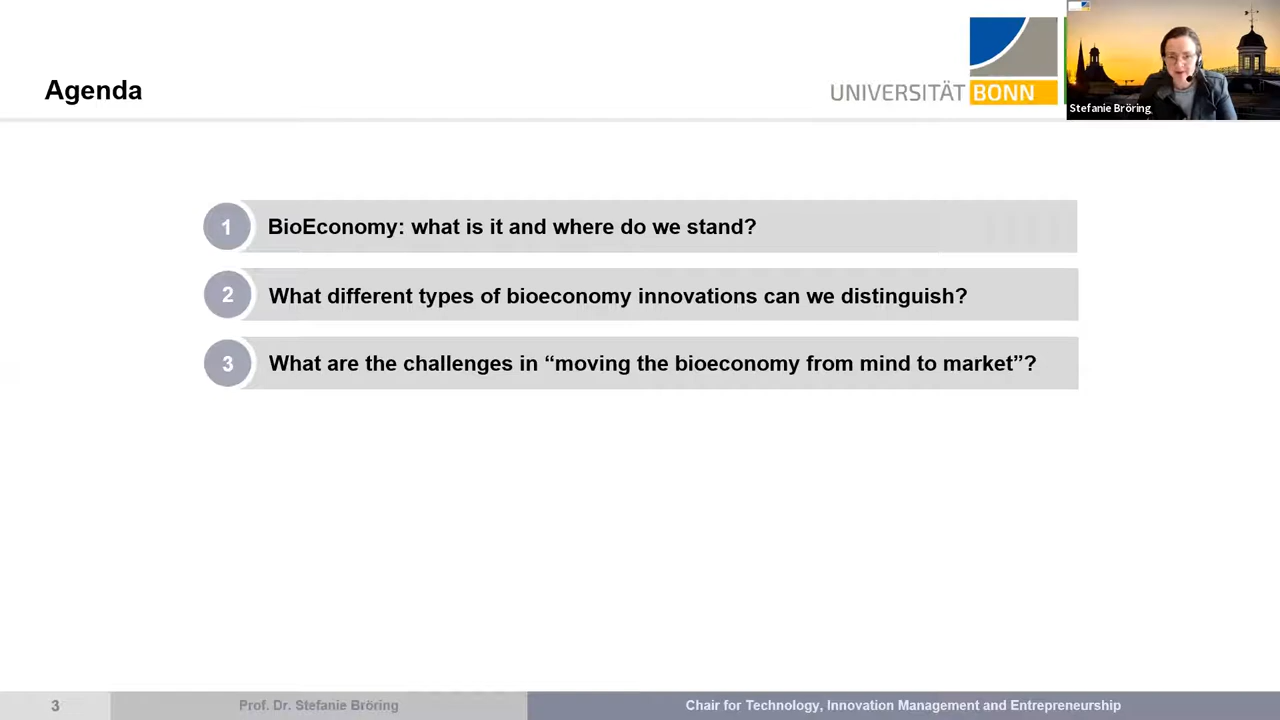 Agenda
UNIVERSITÄT BONN
Stefanie Bröring
1 BioEconomy: what is it and where do we stand?
2 What different types of bioeconomy innovations can we distinguish?
3 What are the challenges in “moving the bioeconomy from mind to market”?
3 Prof. Dr. Stefanie Bröring Chair for Technology, Innovation Management and Entrepreneurship